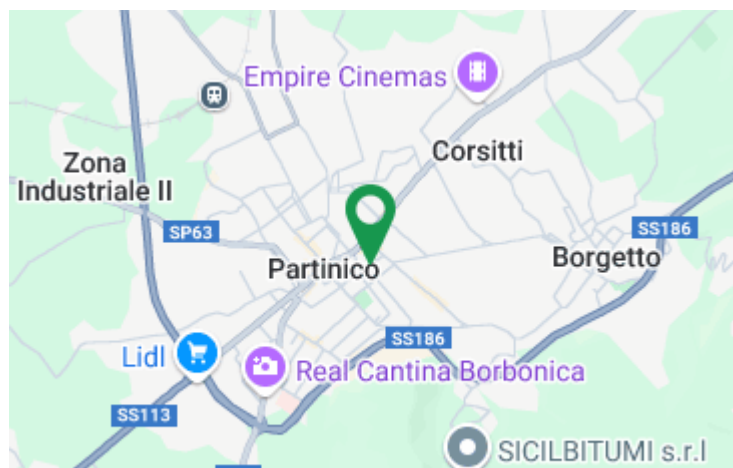 Empire Cinemas
Corsitti
Zona
Industriale II
SP63
SS186
Borgetto
Partinico
SS186
Lidl
Real Cantina Borbonica
SS113
SICILBITUMI s.r.l